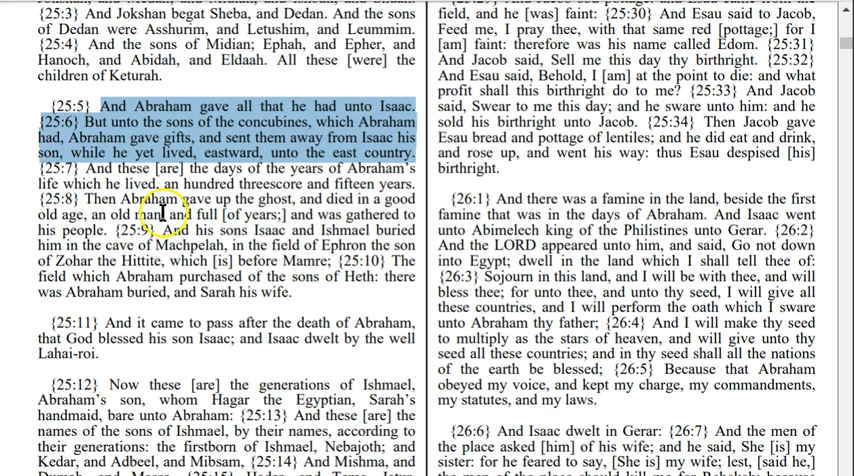 {25:3} And Jokshan begat Sheba, and Dedan. And the sons
of Dedan were Asshurim, and Letushim, and Leummim.
{25:4} And the sons of Midian; Ephah, and Epher, and
Hanoch, and Abidah, and Eldaah. All these [were] the
children of Keturah.
{25:5} And Abraham gave all that he had unto Isaac.
{25:6} But unto the sons of the concubines, which Abraham
had, Abraham gave gifts, and sent them away from Isaac his
son, while he yet lived, eastward, unto the east country.
{25:7} And these [are] the days of the years of Abraham's
life which he lived, an hundred threescore and fifteen years.
{25:8} Then Abraham gave up the ghost, and died in a good
old age, an old man, and full [of years;] and was gathered to
his people. {25:9} And his sons Isaac and Ishmael buried
him in the cave of Machpelah, in the field of Ephron the son
of Zohar the Hittite, which [is] before Mamre; {25:10} The
field which Abraham purchased of the sons of Heth: there
was Abraham buried, and Sarah his wife.
{25:11} And it came to pass after the death of Abraham,
that God blessed his son Isaac; and Isaac dwelt by the well
Lahai-roi.
{25:12} Now these [are] the generations of Ishmael,
Abraham's son, whom Hagar the Egyptian, Sarah's
handmaid, bare unto Abraham: {25:13} And these [are] the
names of the sons of Ishmael, by their names, according to
their generations: the firstborn of Ishmael, Nebajoth; and
Kedar, and Adbeel, and Mibsam, {25:14} And Mishma, and
field, and he [was] faint: {25:30} And Esau said to Jacob,
Feed me, I pray thee, with that same red [pottage;] for I
[am] faint: therefore was his name called Edom. {25:31}
And Jacob said, Sell me this day thy birthright. {25:32}
And Esau said, Behold, I [am] at the point to die: and what
profit shall this birthright do to me? {25:33} And Jacob
said, Swear to me this day; and he sware unto him: and he
sold his birthright unto Jacob. {25:34} Then Jacob gave
Esau bread and pottage of lentiles; and he did eat and drink,
and rose up, and went his way: thus Esau despised [his]
birthright.
{26:1} And there was a famine in the land, beside the first
famine that was in the days of Abraham. And Isaac went
unto Abimelech king of the Philistines unto Gerar. {26:2}
And the LORD appeared unto him, and said, Go not down
into Egypt; dwell in the land which I shall tell thee of:
{26:3} Sojourn in this land, and I will be with thee, and will
bless thee; for unto thee, and unto thy seed, I will give all
these countries, and I will perform the oath which I sware
unto Abraham thy father; {26:4} And I will make thy seed
to multiply as the stars of heaven, and will give unto thy
seed all these countries; and in thy seed shall all the nations
of the earth be blessed; {26:5} Because that Abraham
obeyed my voice, and kept my charge, my commandments,
my statutes, and my laws.
{26:6} And Isaac dwelt in Gerar: {26:7} And the men of
the place asked [him] of his wife; and he said, She [is] my
sister: for he feared to say, [She is] my wife; lest, [said he,]